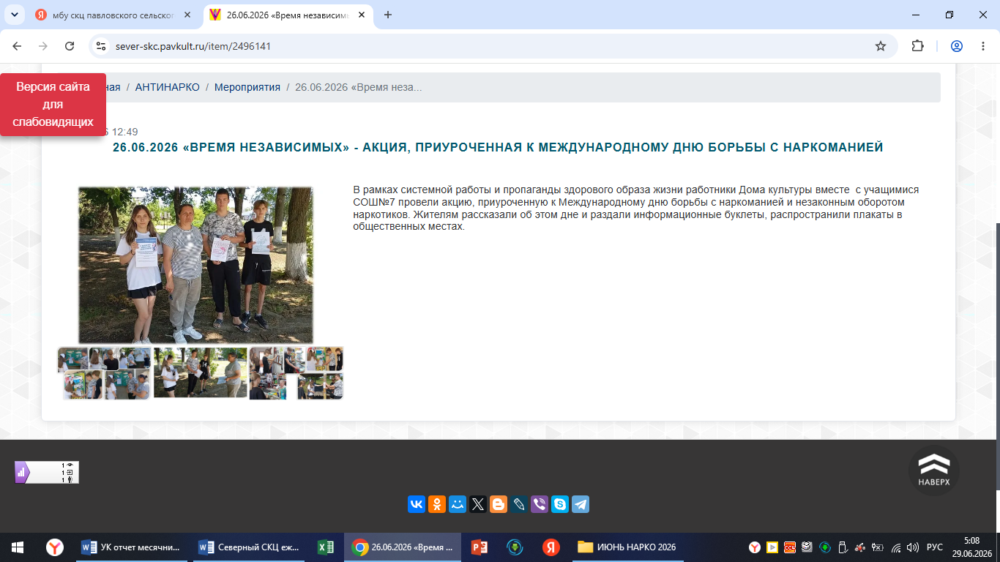 мбу скц павловского сельског
26.06.2026 «Время независимы
sever-skc.pavkult.ru/item/2496141
Версия сайта
для
слабовидящих
ная / АНТИНАРКО / Мероприятия / 26.06.2026 «Время неза...
6 12:49
26.06.2026 «ВРЕМЯ НЕЗАВИСИМЫХ» - АКЦИЯ, ПРИУРОЧЕННАЯ К МЕЖДУНАРОДНОМУ ДНЮ БОРЬБЫ С НАРКОМАНИЕЙ
В рамках системной работы и пропаганды здорового образа жизни работники Дома культуры вместе с учащимися
СОШ№7 провели акцию, приуроченную к Международному дню борьбы с наркоманией и незаконным оборотом
наркотиков. Жителям рассказали об этом дне и раздали информационные буклеты, распространили плакаты в
общественных местах.
1
1
1
НАВЕРХ
УК отчет месячни...
Северный СКЦ еж...
26.06.2026 «Время ...
ИЮНЬ НАРКО 2026
РУС
5:08
29.06.2026